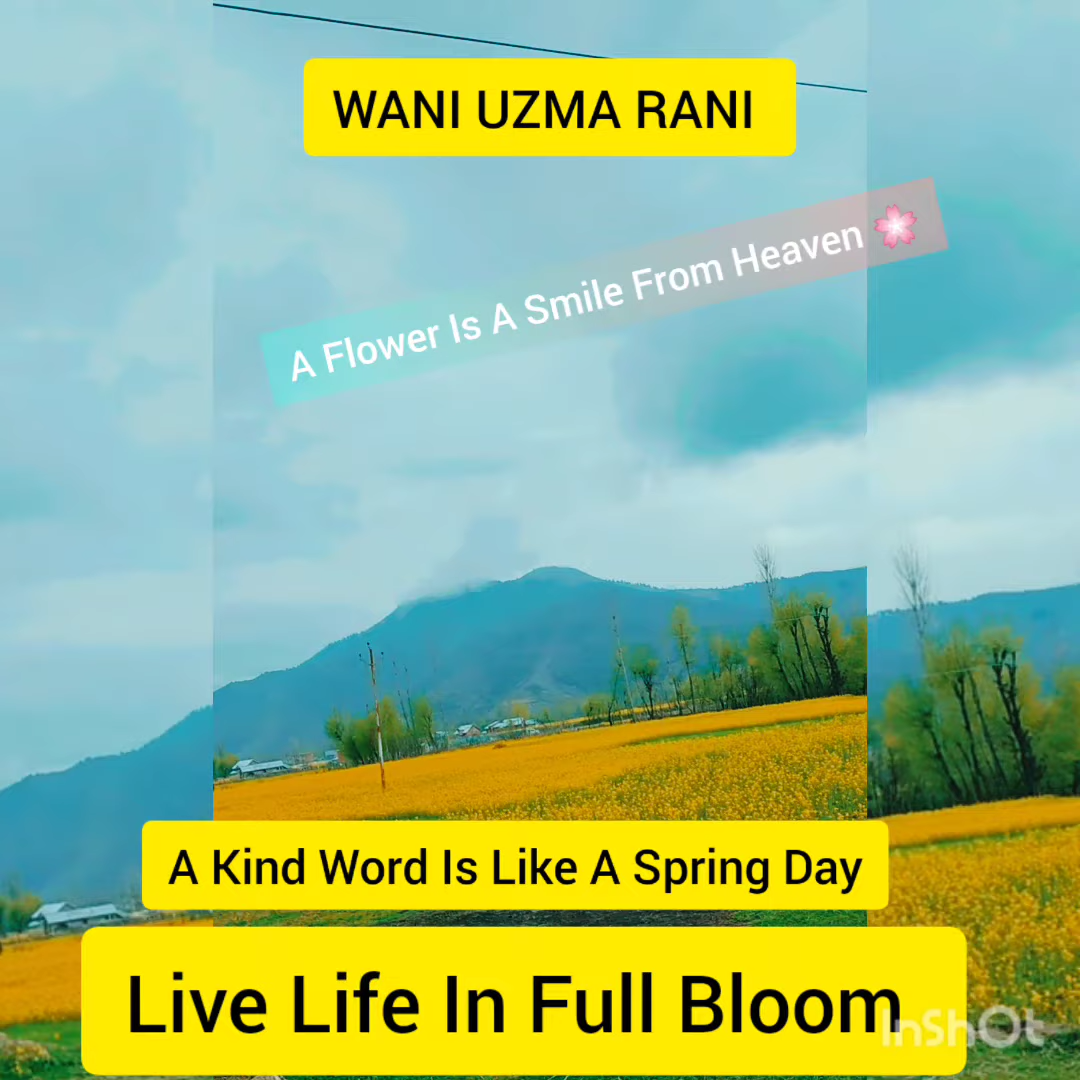 WANI UZMA RANI
A Flower Is A Smile From Heaven 🌸
A Kind Word Is Like A Spring Day
Live Life In Full Bloom
InShOt